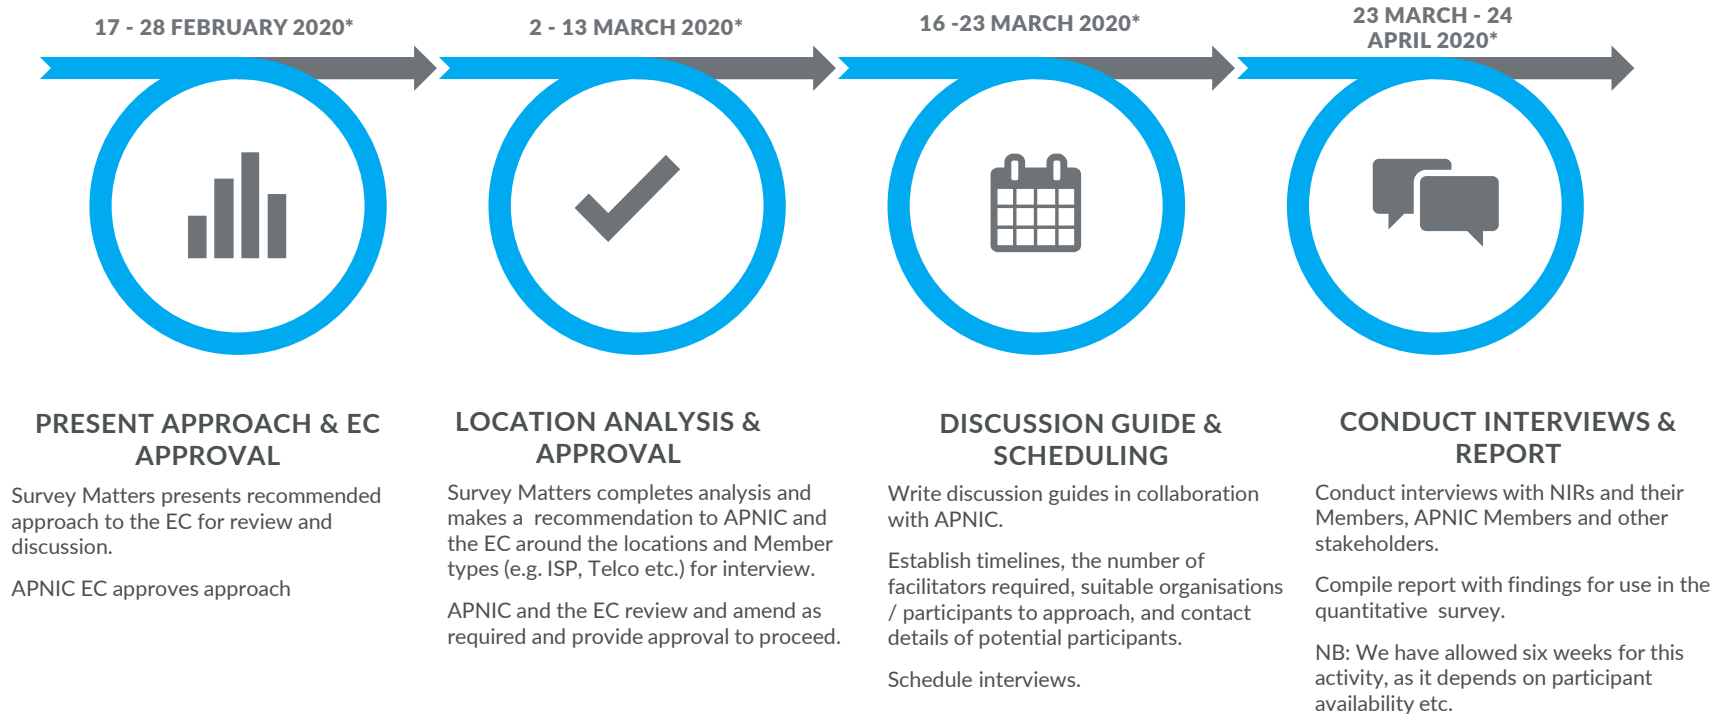 17 - 28 FEBRUARY 2020*
2 - 13 MARCH 2020*
16 -23 MARCH 2020*
23 MARCH - 24
APRIL 2020*
PRESENT APPROACH & EC
APPROVAL
Survey Matters presents recommended
approach to the EC for review and
discussion.
APNIC EC approves approach
LOCATION ANALYSIS &
APPROVAL
Survey Matters completes analysis and
makes a recommendation to APNIC and
the EC around the locations and Member
types (e.g. ISP, Telco etc.) for interview.
APNIC and the EC review and amend as
required and provide approval to proceed.
DISCUSSION GUIDE &
SCHEDULING
Write discussion guides in collaboration
with APNIC.
Establish timelines, the number of
facilitators required, suitable organisations
/ participants to approach, and contact
details of potential participants.
Schedule interviews.
CONDUCT INTERVIEWS &
REPORT
Conduct interviews with NIRs and their
Members, APNIC Members and other
stakeholders.
Compile report with findings for use in the
quantitative survey.
NB: We have allowed six weeks for this
activity, as it depends on participant
availability etc.